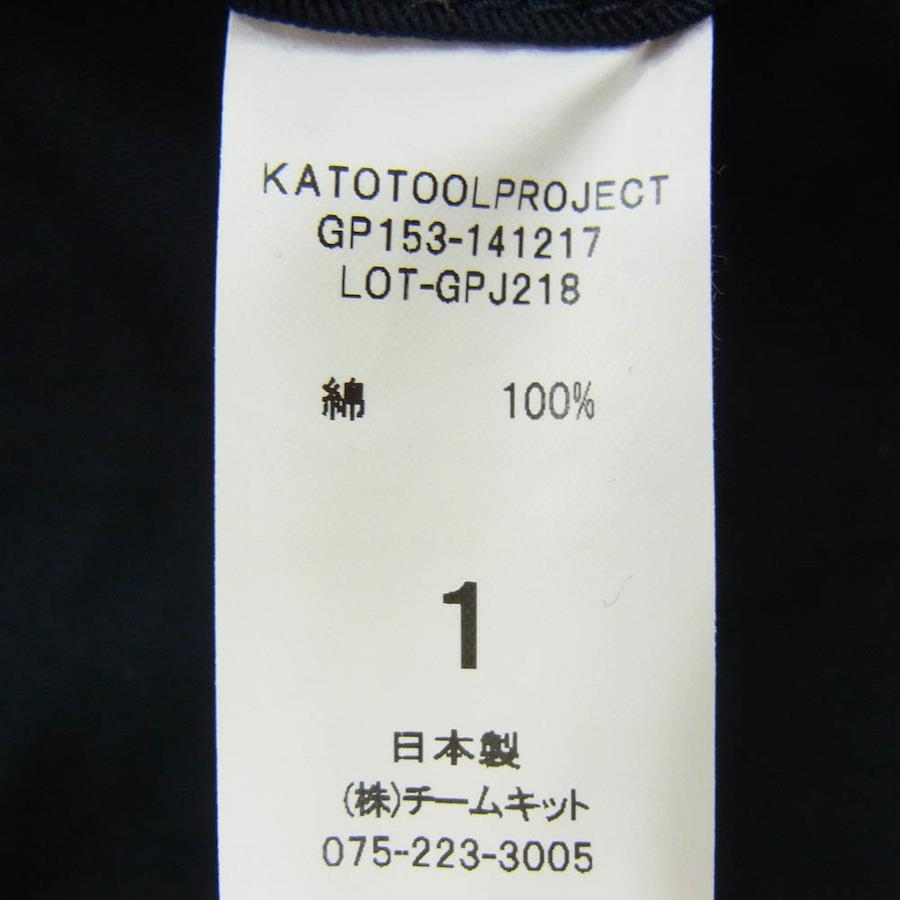 KATOTOOLPROJECT
GP153-141217
LOT-GPJ218
綿 100%
1
日本製
(株)チームキット
075-223-3005